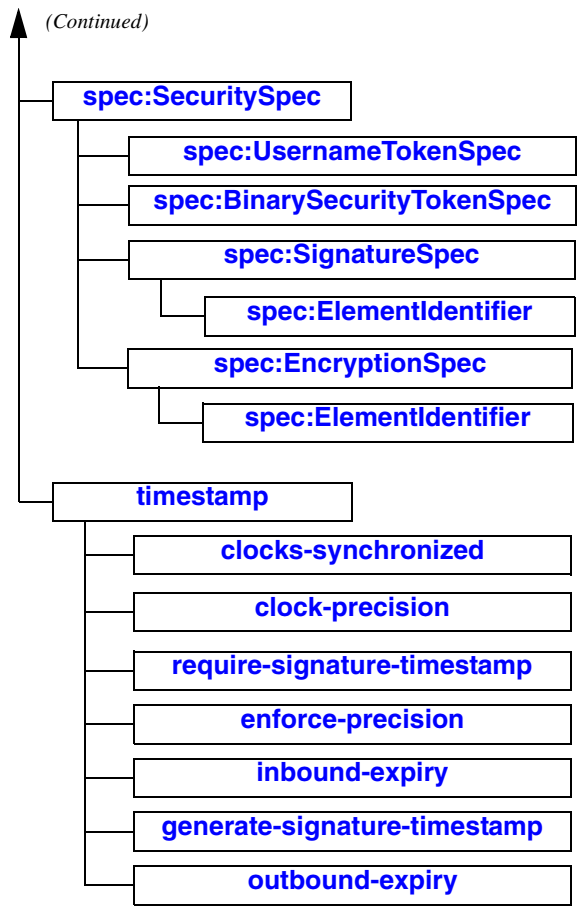 (Continued)
spec:SecuritySpec
spec:UsernameTokenSpec
spec:BinarySecurityTokenSpec
spec:SignatureSpec
spec:ElementIdentifier
spec:EncryptionSpec
spec:ElementIdentifier
timestamp
clocks-synchronized
clock-precision
require-signature-timestamp
enforce-precision
inbound-expiry
generate-signature-timestamp
outbound-expiry